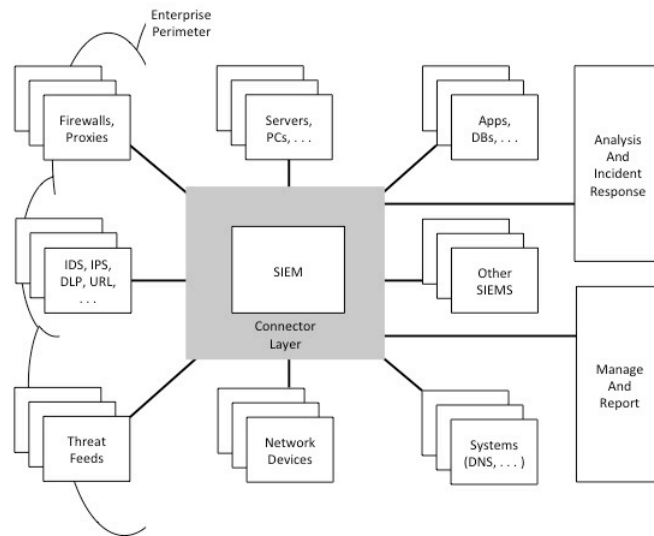 Enterprise
Perimeter
Firewalls,
Proxies
Servers,
PCs, . . .
Apps,
DBs, . . .
Analysis
And
Incident
Response
IDS, IPS,
DLP, URL,
. . .
SIEM
Connector
Layer
Other
SIEMS
Manage
And
Report
Threat
Feeds
Network
Devices
Systems
(DNS, . . . )